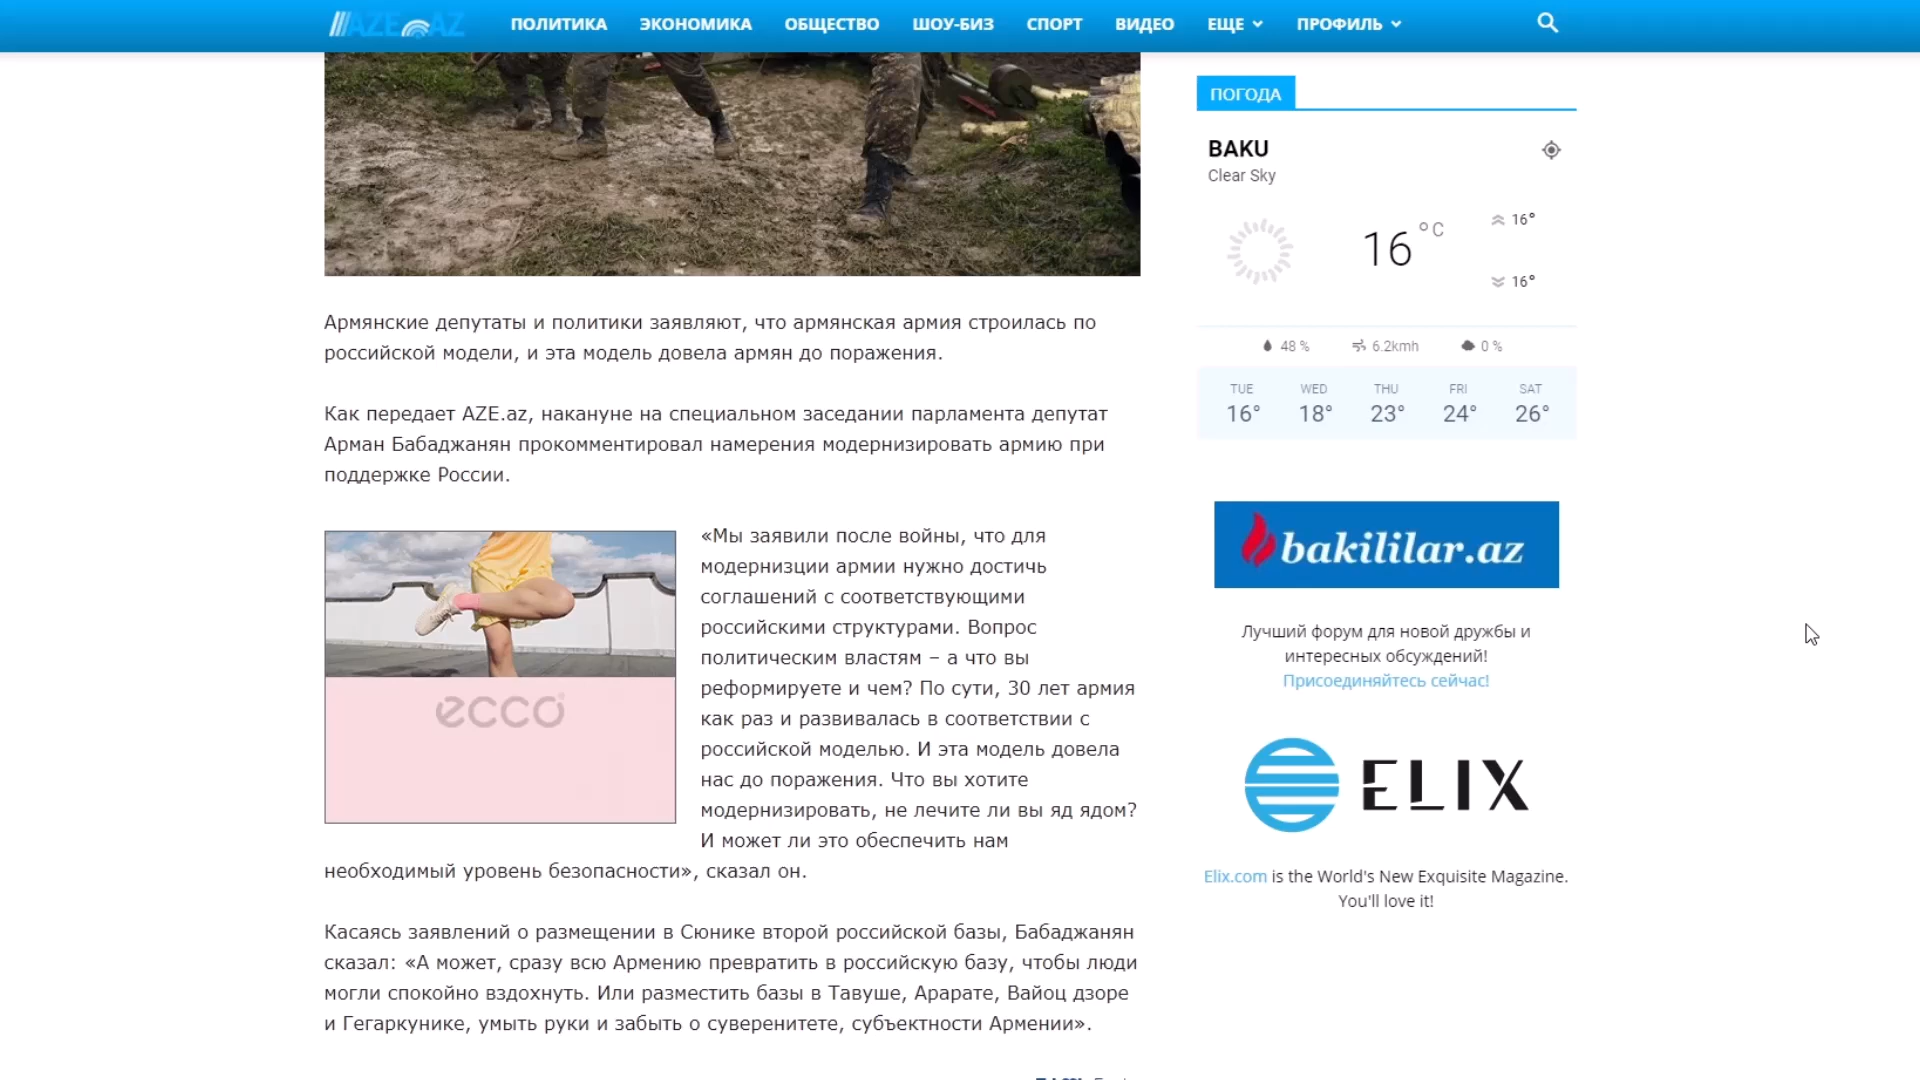 AZE.AZ
ПОЛИТИКА ЭКОНОМИКА ОБЩЕСТВО ШОУ-БИЗ СПОРТ ВИДЕО ЕЩЕ ПРОФИЛЬ
Армянские депутаты и политики заявляют, что армянская армия строилась по
российской модели, и эта модель довела армян до поражения.
Как передает AZE.az, накануне на специальном заседании парламента депутат
Арман Бабаджанян прокомментировал намерения модернизировать армию при
поддержке России.
ecco
«Мы заявили после войны, что для
модернизции армии нужно достичь
соглашений с соответствующими
российскими структурами. Вопрос
политическим властям – а что вы
реформируете и чем? По сути, 30 лет армия
как раз и развивалась в соответствии с
российской моделью. И эта модель довела
нас до поражения. Что вы хотите
модернизировать, не лечите ли вы яд ядом?
И может ли это обеспечить нам
необходимый уровень безопасности», сказал он.
Касаясь заявлений о размещении в Сюнике второй российской базы, Бабаджанян
сказал: «А может, сразу всю Армению превратить в российскую базу, чтобы люди
могли спокойно вздохнуть. Или разместить базы в Тавуше, Арарате, Вайоц дзоре
и Гегаркунике, умыть руки и забыть о суверенитете, субъектности Армении».
ПОГОДА
BAKU
Clear Sky
16 °C
16°
16°
48 % 6.2kmh 0 %
TUE WED THU FRI SAT
16° 18° 23° 24° 26°
bakililar.az
Лучший форум для новой дружбы и
интересных обсуждений!
Присоединяйтесь сейчас!
ELIX
Elix.com is the World's New Exquisite Magazine.
You'll love it!